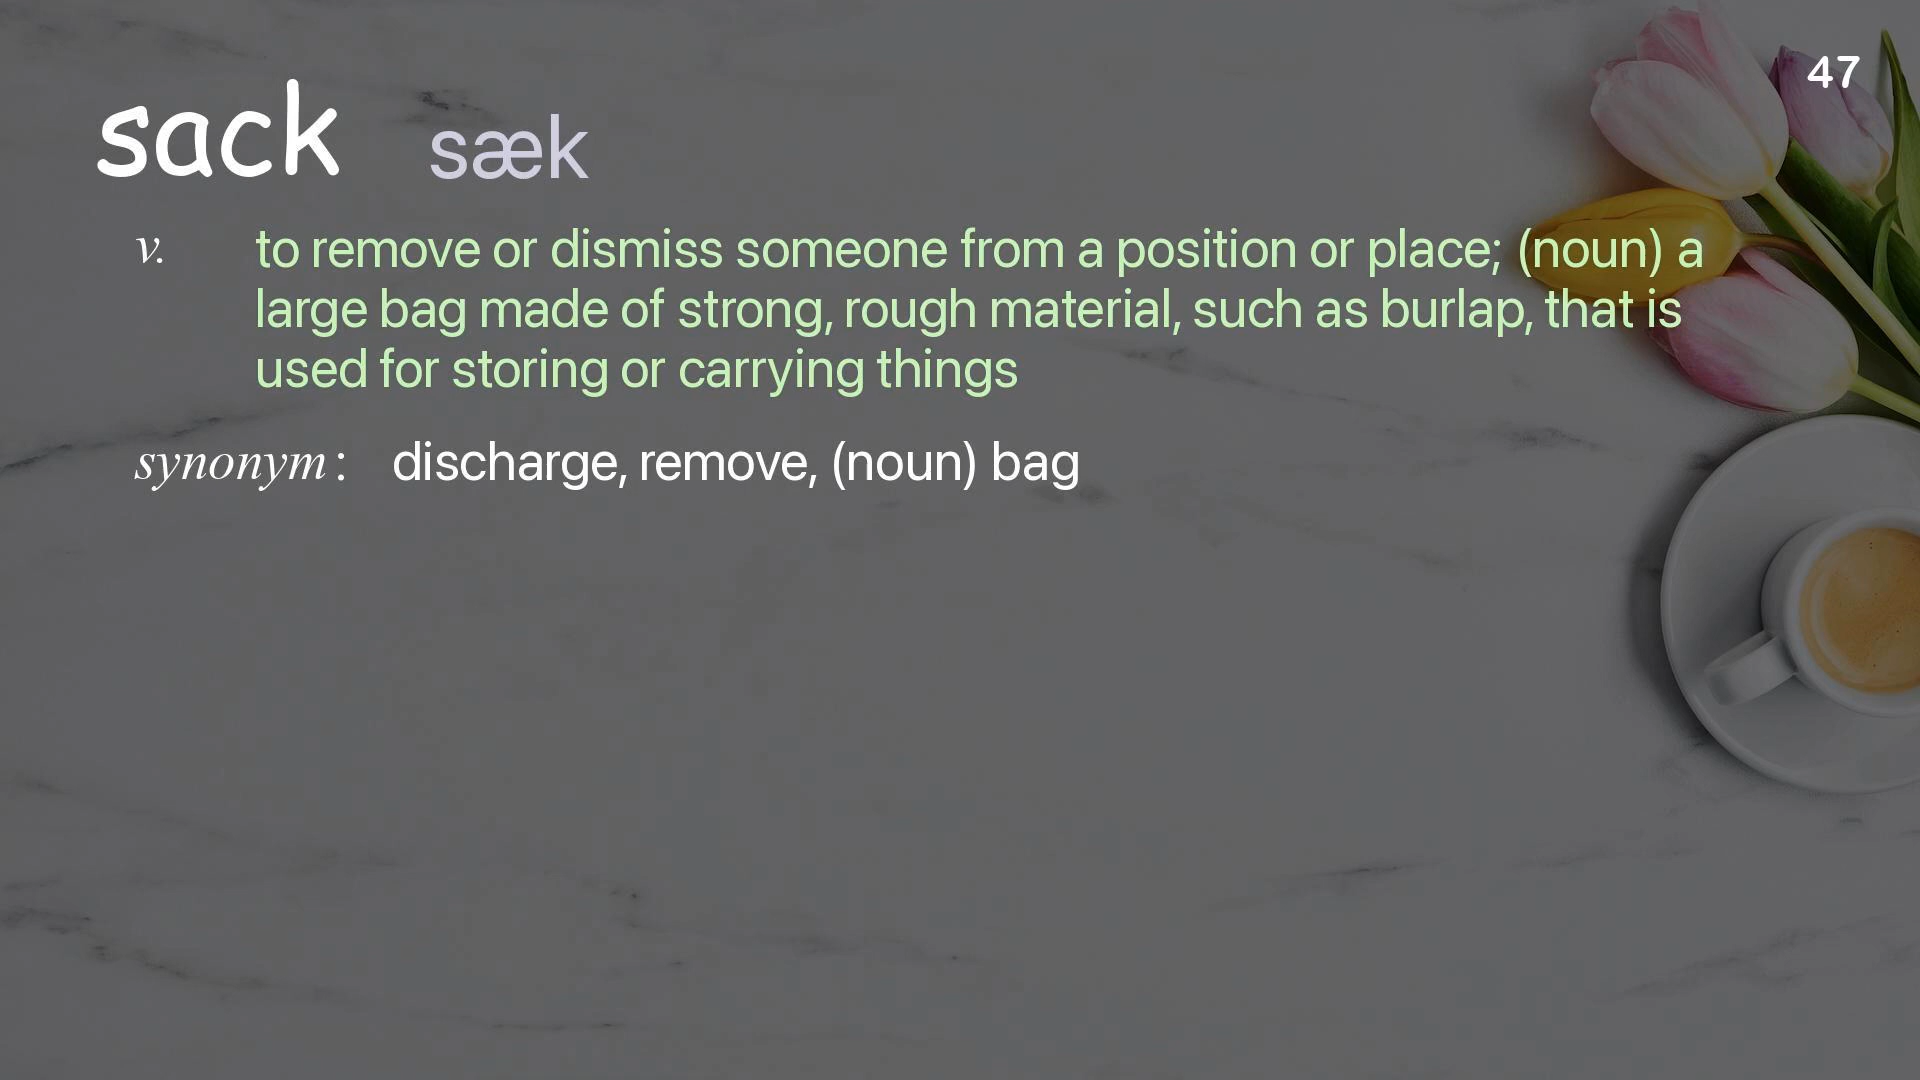 47
sack sæk
v. to remove or dismiss someone from a position or place; (noun) a
large bag made of strong, rough material, such as burlap, that is
used for storing or carrying things
synonym : discharge, remove, (noun) bag